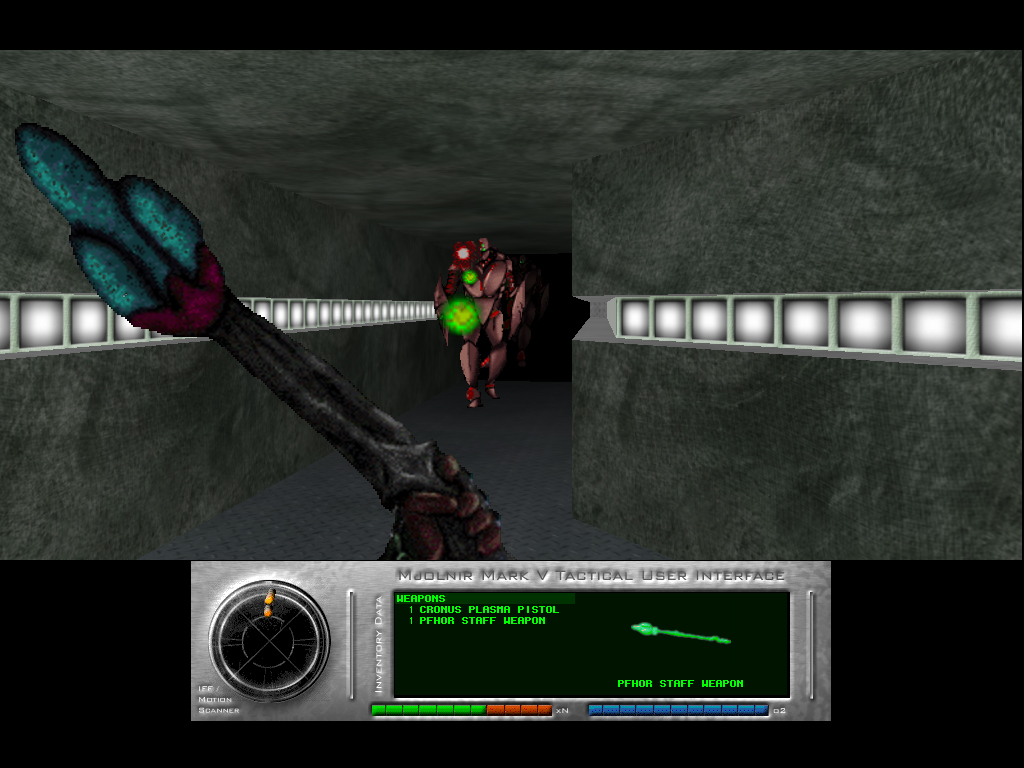 Mjolnir Mark V Tactical User Interface
Inventory Data
WEAPONS
1 CRONUS PLASMA PISTOL
1 PFHOR STAFF WEAPON
PFHOR STAFF WEAPON
IFF /
Motion
Scanner
xN
o2